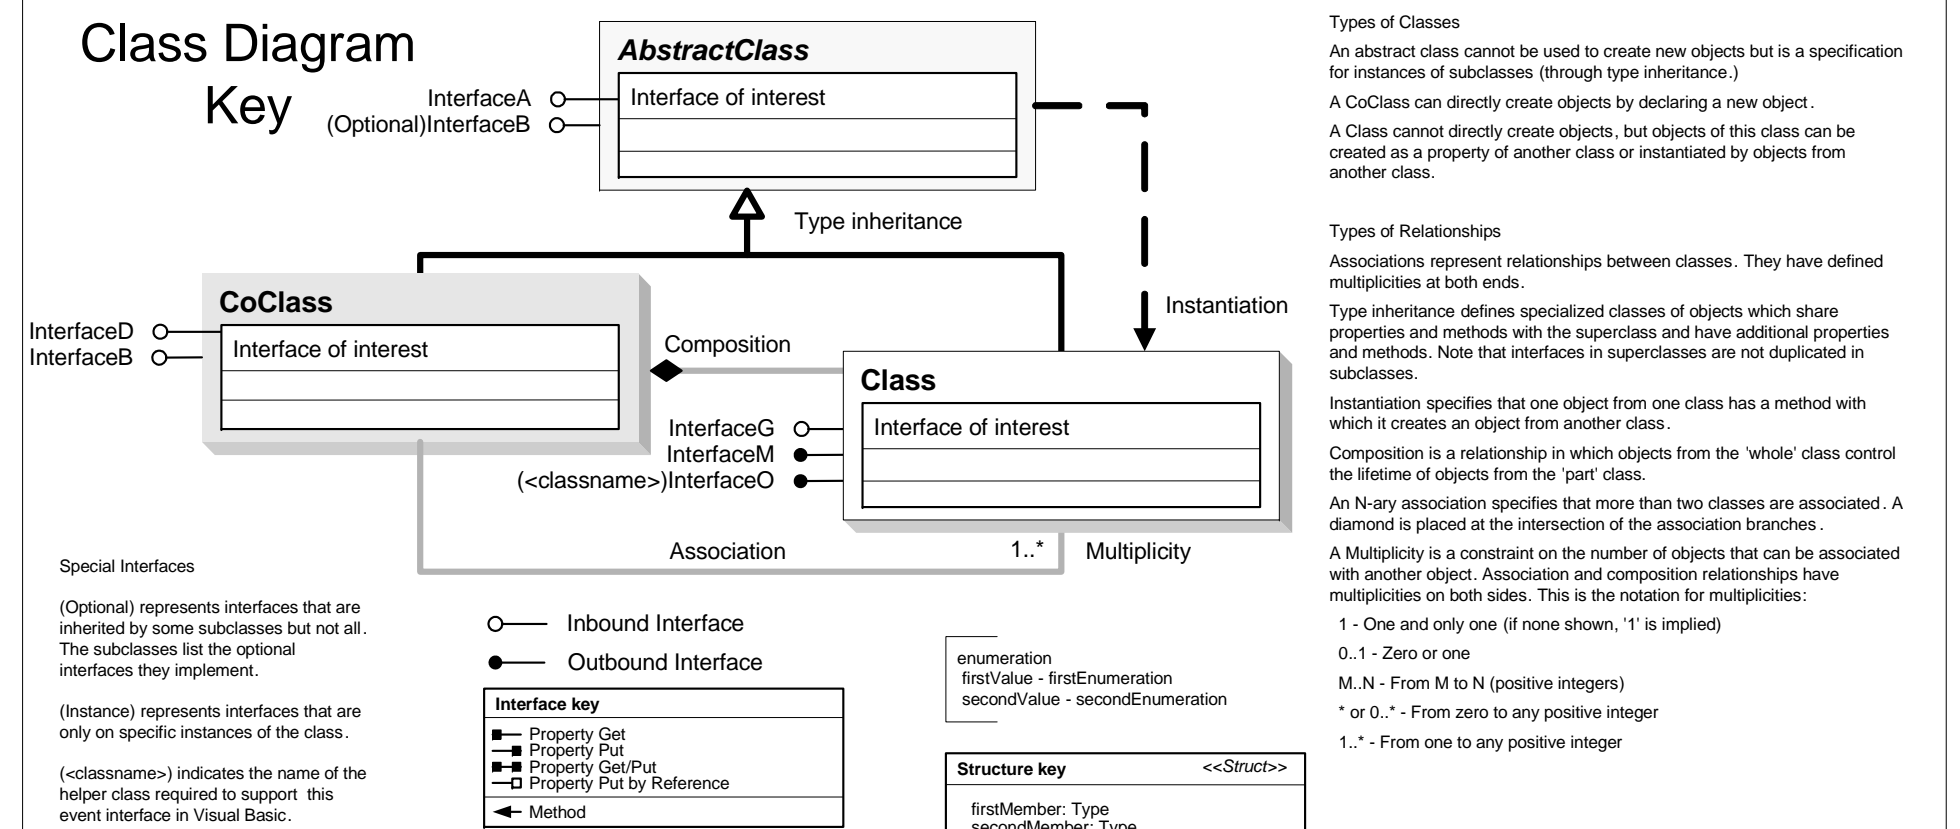 Class Diagram
Key
AbstractClass
Interface of interest
InterfaceA
(Optional)InterfaceB
Type inheritance
Instantiation
CoClass
Interface of interest
InterfaceD
InterfaceB
Composition
Class
Interface of interest
InterfaceG
InterfaceM
(<classname>)InterfaceO
Association
1..*
Multiplicity
Special Interfaces
(Optional) represents interfaces that are
inherited by some subclasses but not all.
The subclasses list the optional
interfaces they implement.
(Instance) represents interfaces that are
only on specific instances of the class.
(<classname>) indicates the name of the
helper class required to support this
event interface in Visual Basic.
Inbound Interface
Outbound Interface
Interface key
Property Get
Property Put
Property Get/Put
Property Put by Reference
Method
enumeration
firstValue - firstEnumeration
secondValue - secondEnumeration
Structure key <<Struct>>
firstMember: Type
secondMember: Type
Types of Classes
An abstract class cannot be used to create new objects but is a specification
for instances of subclasses (through type inheritance.)
A CoClass can directly create objects by declaring a new object.
A Class cannot directly create objects, but objects of this class can be
created as a property of another class or instantiated by objects from
another class.
Types of Relationships
Associations represent relationships between classes. They have defined
multiplicities at both ends.
Type inheritance defines specialized classes of objects which share
properties and methods with the superclass and have additional properties
and methods. Note that interfaces in superclasses are not duplicated in
subclasses.
Instantiation specifies that one object from one class has a method with
which it creates an object from another class.
Composition is a relationship in which objects from the 'whole' class control
the lifetime of objects from the 'part' class.
An N-ary association specifies that more than two classes are associated. A
diamond is placed at the intersection of the association branches.
A Multiplicity is a constraint on the number of objects that can be associated
with another object. Association and composition relationships have
multiplicities on both sides. This is the notation for multiplicities:
1 - One and only one (if none shown, '1' is implied)
0..1 - Zero or one
M..N - From M to N (positive integers)
* or 0..* - From zero to any positive integer
1..* - From one to any positive integer